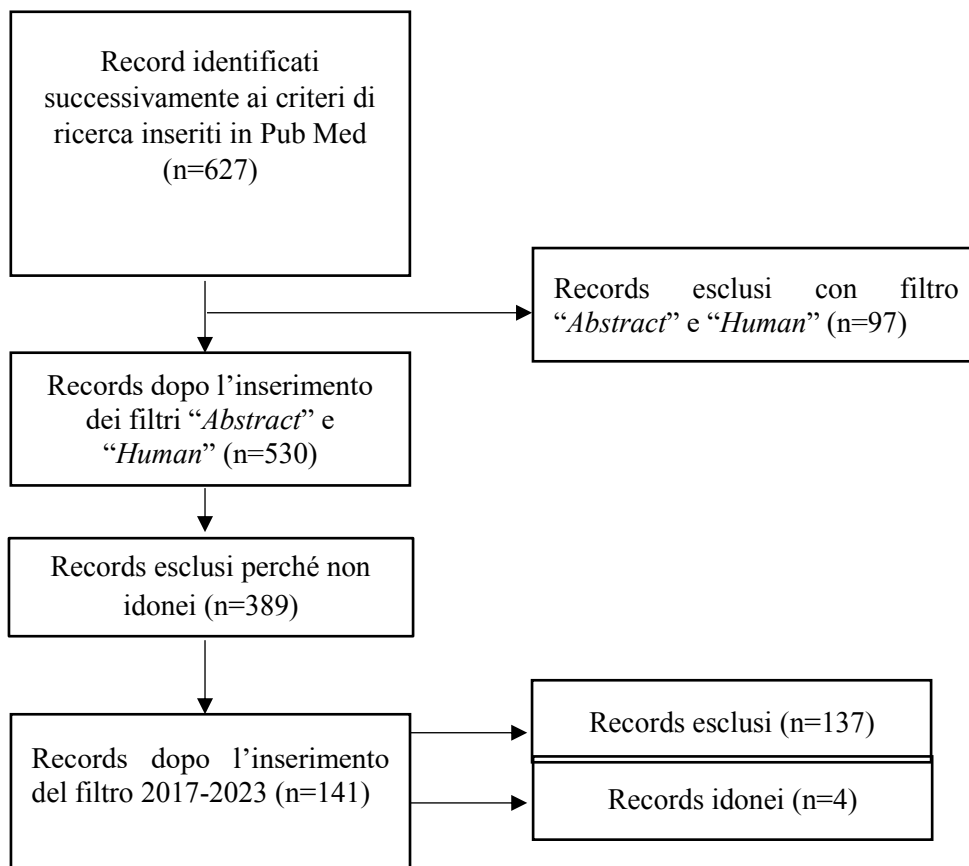 Record identificati
successivamente ai criteri di
ricerca inseriti in Pub Med
(n=627)
Records esclusi con filtro
“Abstract” e “Human” (n=97)
Records dopo l’inserimento
dei filtri “Abstract” e
“Human” (n=530)
Records esclusi perché non
idonei (n=389)
Records dopo l’inserimento
del filtro 2017-2023 (n=141)
Records esclusi (n=137)
Records idonei (n=4)